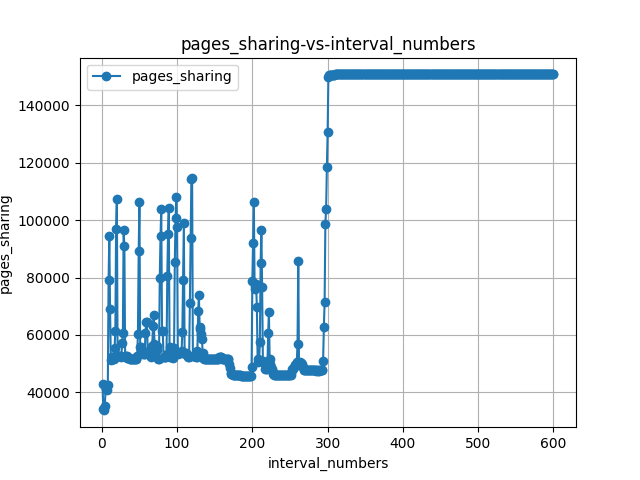 pages_sharing-vs-interval_numbers
pages_sharing
140000
120000
100000
80000
60000
40000
pages_sharing
0 100 200 300 400 500 600
interval_numbers